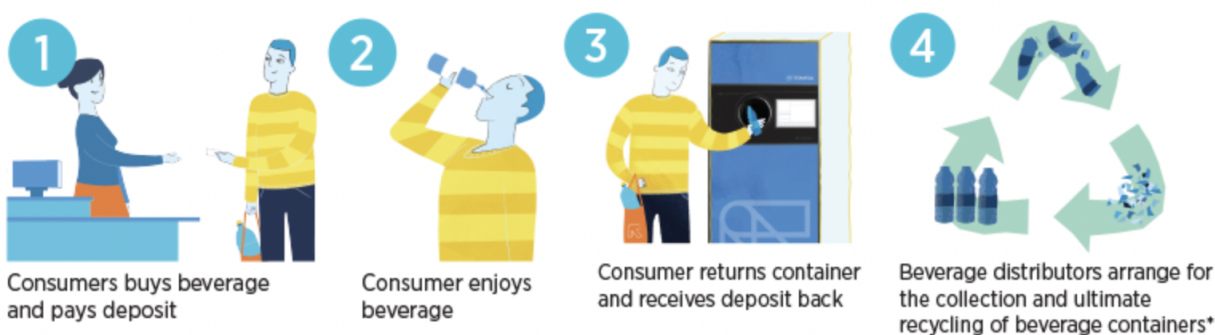 1
Consumers buys beverage
and pays deposit
2
Consumer enjoys
beverage
3
Consumer returns container
and receives deposit back
4
Beverage distributors arrange for
the collection and ultimate
recycling of beverage containers*